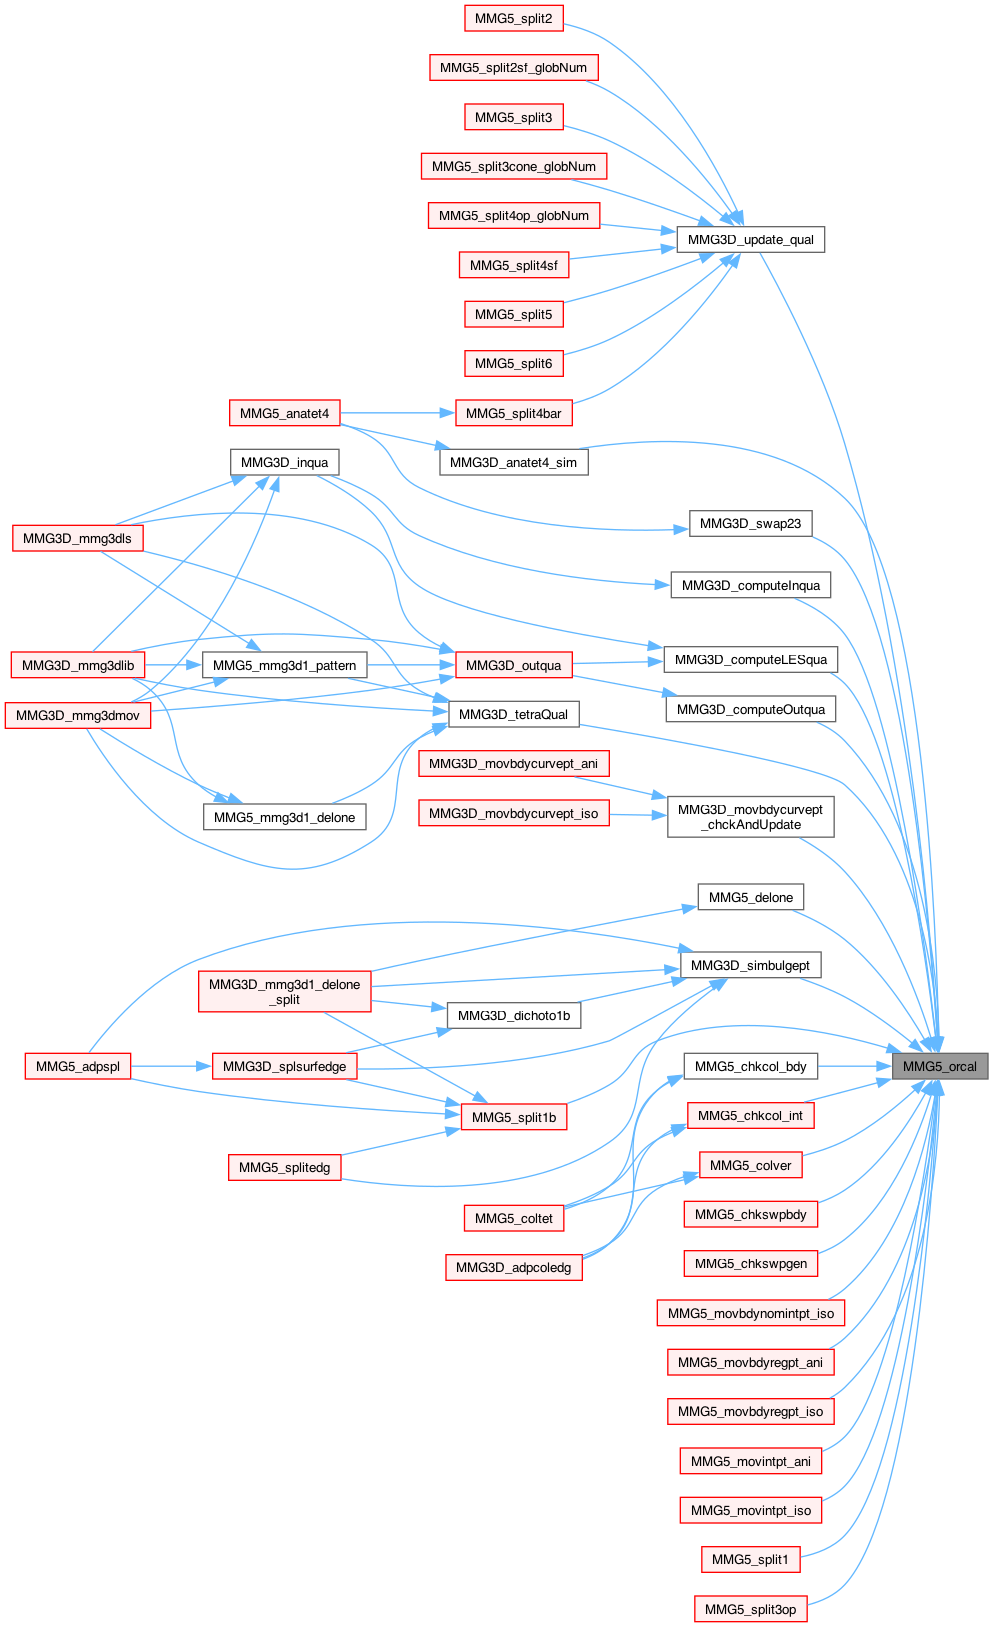 MMG5_split2
MMG5_split2sf_globNum
MMG5_split3
MMG5_split3cone_globNum
MMG5_split4op_globNum
MMG3D_update_qual
MMG5_split4sf
MMG5_split5
MMG5_split6
MMG5_anatet4
MMG5_split4bar
MMG3D_inqua
MMG3D_anatet4_sim
MMG3D_swap23
MMG3D_mmg3dls
MMG3D_computeInqua
MMG3D_mmg3dlib
MMG5_mmg3d1_pattern
MMG3D_outqua
MMG3D_computeLESqua
MMG3D_mmg3dmov
MMG3D_tetraQual
MMG3D_computeOutqua
MMG3D_movbdycurvept_ani
MMG5_mmg3d1_delone
MMG3D_movbdycurvept_iso
MMG3D_movbdycurvept
_chckAndUpdate
MMG5_delone
MMG3D_simbulgept
MMG3D_mmg3d1_delone
_split
MMG3D_dichoto1b
MMG5_adpspl
MMG3D_splsurfedge
MMG5_chkcol_bdy
MMG5_orcal
MMG5_split1b
MMG5_chkcol_int
MMG5_splitedg
MMG5_colver
MMG5_coltet
MMG5_chkswpbdy
MMG3D_adpcoledg
MMG5_chkswpgen
MMG5_movbdynomintpt_iso
MMG5_movbdyregpt_ani
MMG5_movbdyregpt_iso
MMG5_movintpt_ani
MMG5_movintpt_iso
MMG5_split1
MMG5_split3op